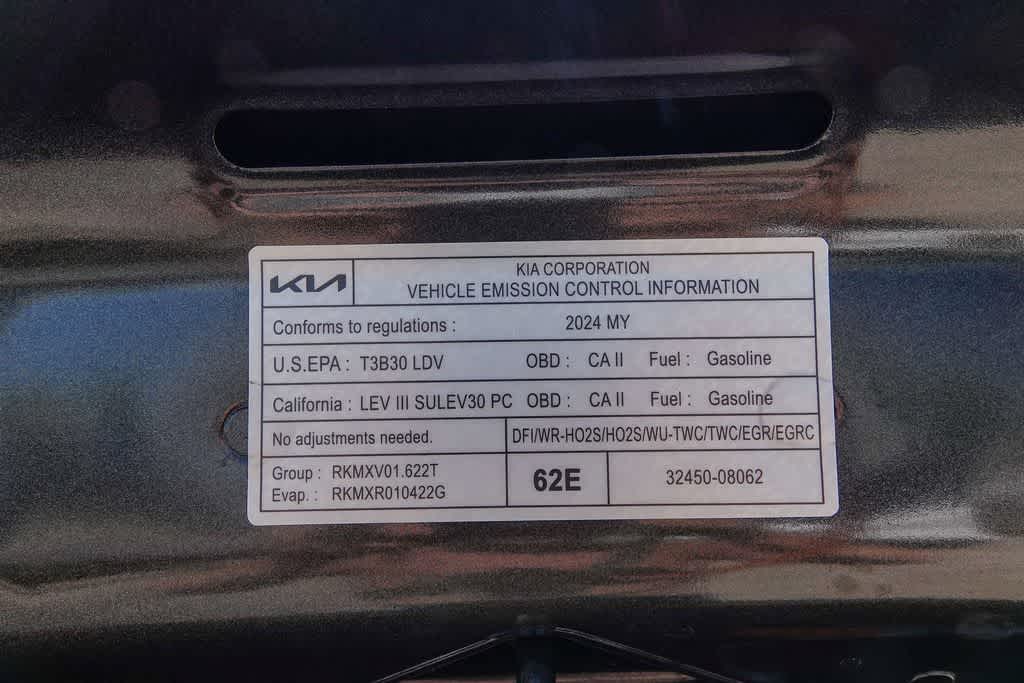 KIA
KIA CORPORATION
VEHICLE EMISSION CONTROL INFORMATION
Conforms to regulations : 2024 MY
U.S.EPA : T3B30 LDV OBD : CA II Fuel : Gasoline
California : LEV III SULEV30 PC OBD : CA II Fuel : Gasoline
No adjustments needed. DFI/WR-HO2S/HO2S/WU-TWC/TWC/EGR/EGRC
Group : RKMXV01.622T
Evap. : RKMXR010422G
62E
32450-08062